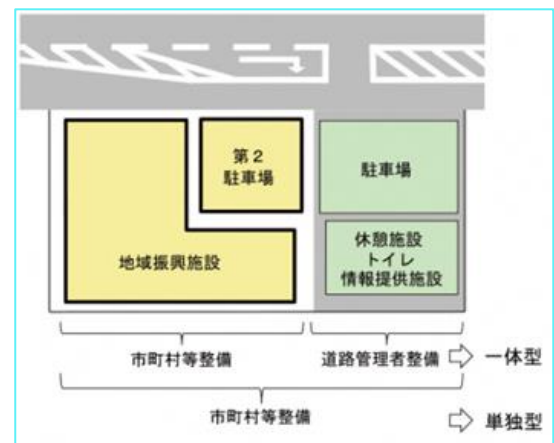 第２
駐車場
駐車場
地域振興施設
休憩施設
トイレ
情報提供施設
市町村等整備
道路管理者整備
一体型
市町村等整備
単独型